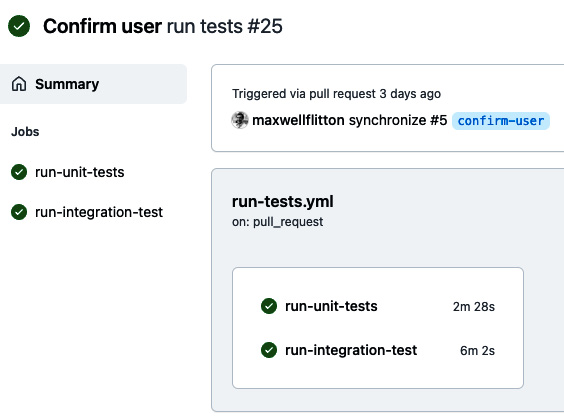 Confirm user run tests #25
Summary
Jobs
run-unit-tests
run-integration-test
Triggered via pull request 3 days ago
maxwellflitton synchronize #5 confirm-user
run-tests.yml
on: pull_request
run-unit-tests 2m 28s
run-integration-test 6m 2s